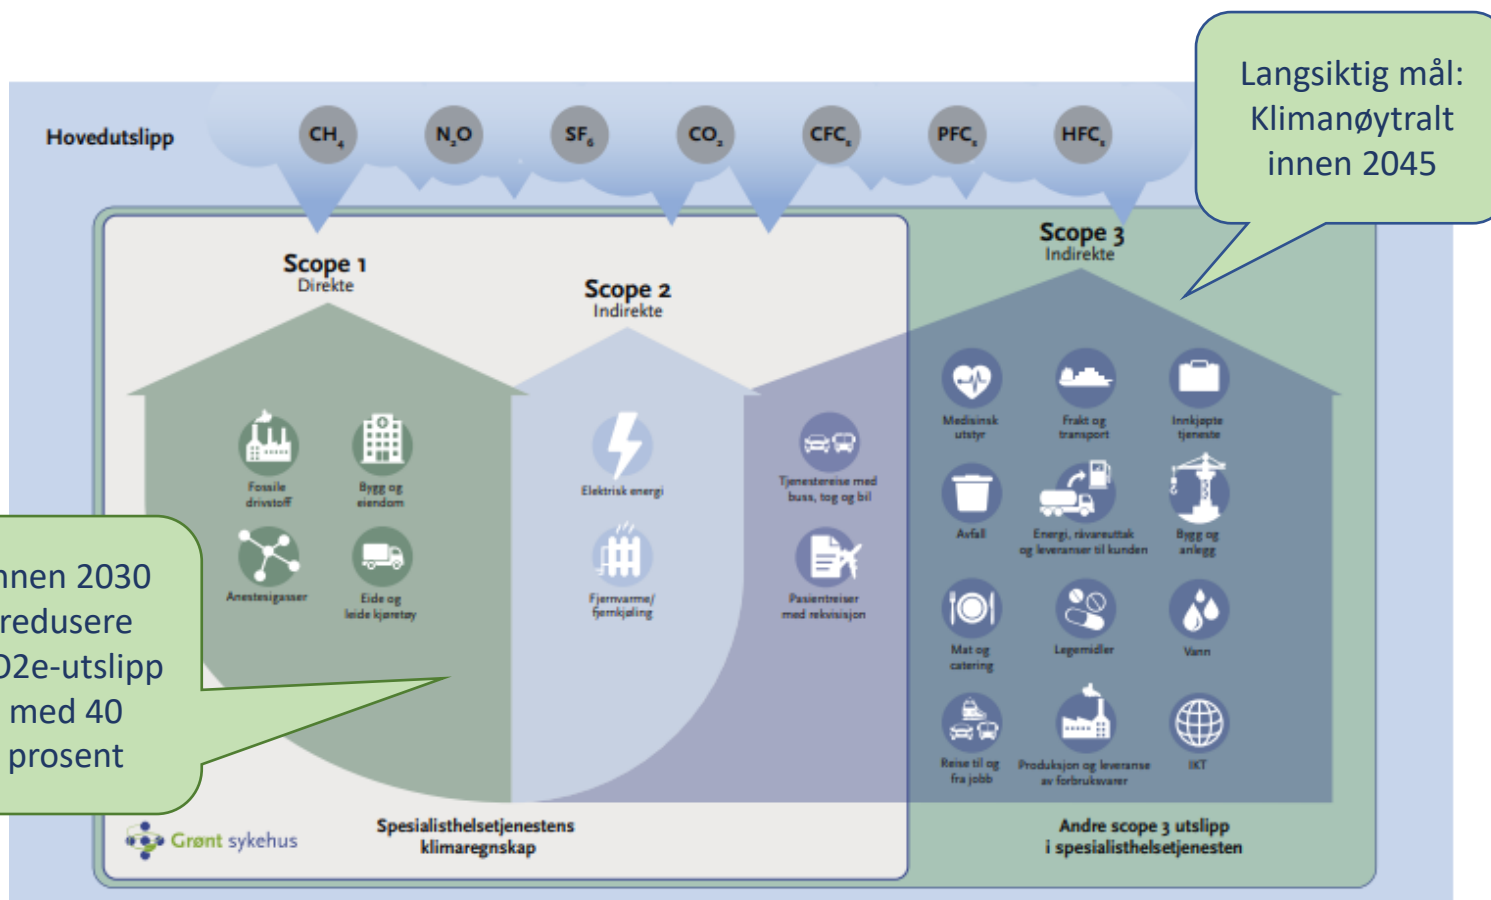 Langsiktig mål:
Klimanøytralt
innen 2045
Hovedutslipp
CH₄
N₂O
SF₆
CO₂
CFCₛ
PFCₛ
HFCₛ
Scope 1
Direkte
Scope 2
Indirekte
Scope 3
Indirekte
Fossile
drivstoff
Bygg og
eiendom
Anestesigasser
Eide og
leide kjøretøy
Elektrisk energi
Fjernvarme/
fjernkjøling
Tjenestereise med
buss, tog og bil
Pasientreiser
med rekvisisjon
Medisinsk
utstyr
Frakt og
transport
Innkjøpte
tjeneste
Avfall
Energi, råvareuttak
og leveranser til kunden
Bygg og
anlegg
Mat og
catering
Legemidler
Vann
Reise til og
fra jobb
Produksjon og leveranse
av forbruksvarer
IKT
nnen 2030
redusere
O2e-utslipp
med 40
prosent
Grønt sykehus
Spesialisthelsetjenestens
klimaregnskap
Andre scope 3 utslipp
i spesialisthelsetjenesten